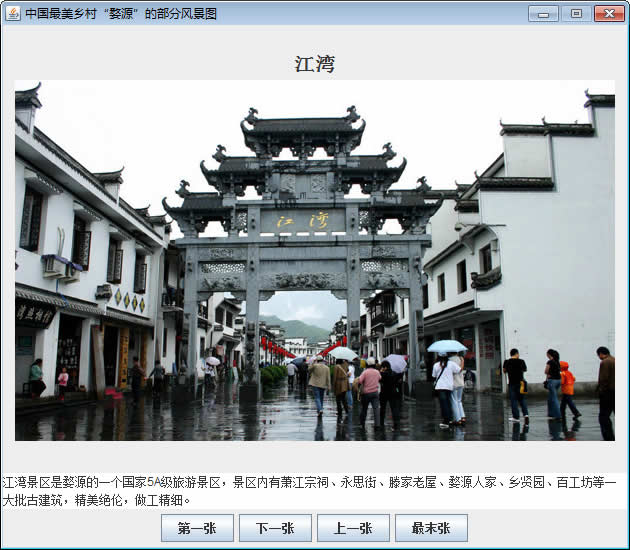 中国最美乡村“婺源”的部分风景图
江湾
江湾
江湾景区是婺源的一个国家5A级旅游景区，景区内有萧江宗祠、永思街、滕家老屋、婺源人家、乡贤园、百工坊等一
大批古建筑，精美绝伦，做工精细。
第一张 下一张 上一张 最末张